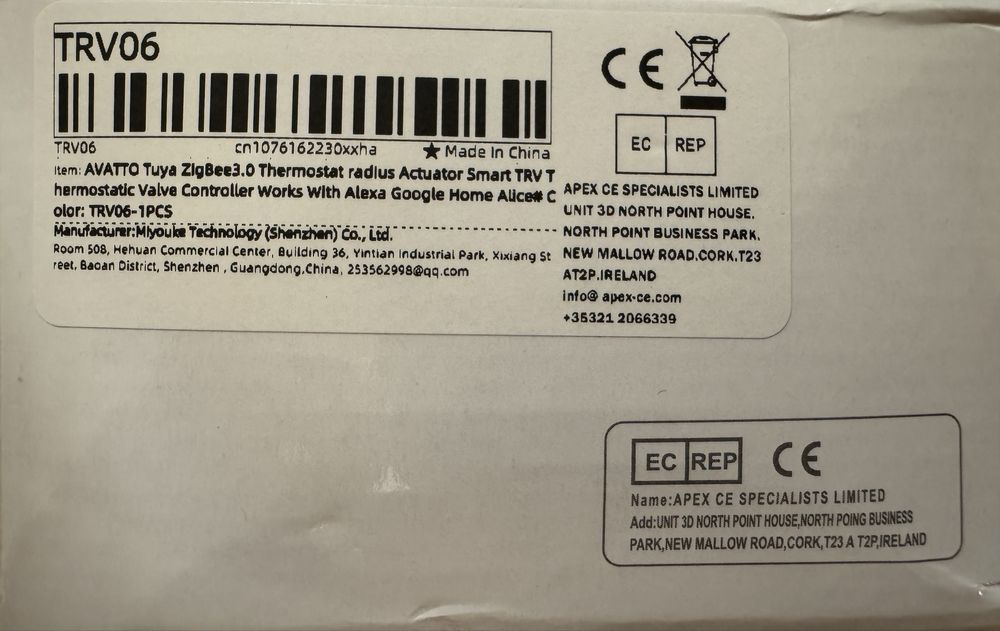 TRV06
TRV06 cn1076162230xxha ★ Made In China
Item: AVATTO Tuya ZigBee3.0 Thermostat radius Actuator Smart TRV T
hermostatic Valve Controller Works With Alexa Google Home Alice# C
olor: TRV06-1PCS
Manufacturer:Miyouke Technology (Shenzhen) Co., Ltd.
Room 508, Hehuan Commercial Center, Building 36, Yintian Industrial Park, Xixiang St
reet, Baoan District, Shenzhen , Guangdong,China, 253562998@qq.com
CE
EC REP
APEX CE SPECIALISTS LIMITED
UNIT 3D NORTH POINT HOUSE,
NORTH POINT BUSINESS PARK,
NEW MALLOW ROAD,CORK,T23
AT2P,IRELAND
info@ apex-ce.com
+35321 2066339
EC REP CE
Name:APEX CE SPECIALISTS LIMITED
Add:UNIT 3D NORTH POINT HOUSE,NORTH POING BUSINESS
PARK,NEW MALLOW ROAD,CORK,T23 A T2P,IRELAND